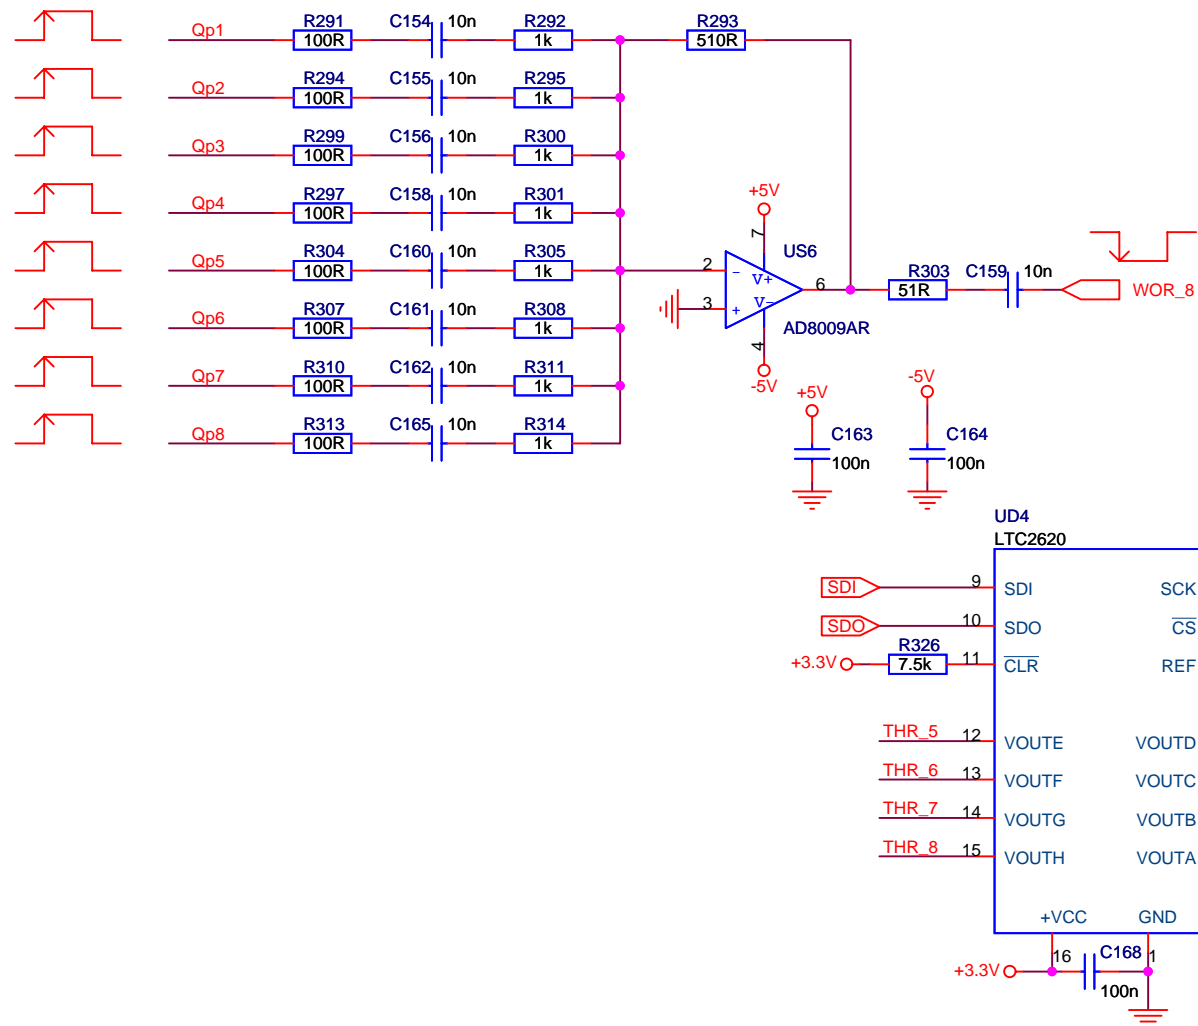 R291 C154 10n R292 R293
Qp1 100R 1k 510R
R294 C155 10n R295
Qp2 100R 1k
R299 C156 10n R300
Qp3 100R 1k
R297 C158 10n R301
Qp4 100R 1k
+5V
7
R304 C160 10n R305 US6
Qp5 100R 1k
2 - V+ 6 R303 C159 10n
3 + V- 51R WOR_8
R307 C161 10n R308 AD8009AR
Qp6 100R 1k
4
R310 C162 10n R311
Qp7 100R 1k
-5V
+5V -5V
R313 C165 10n R314
Qp8 100R 1k
C163 C164
100n 100n
UD4
LTC2620
SDI 9 SDI SCK
SDO 10 SDO CS
R326
+3.3V 7.5k 11 CLR REF
THR_5 12 VOUTE VOUTD
THR_6 13 VOUTF VOUTC
THR_7 14 VOUTG VOUTB
THR_8 15 VOUTH VOUTA
+VCC GND
16 C168 1
+3.3V
100n